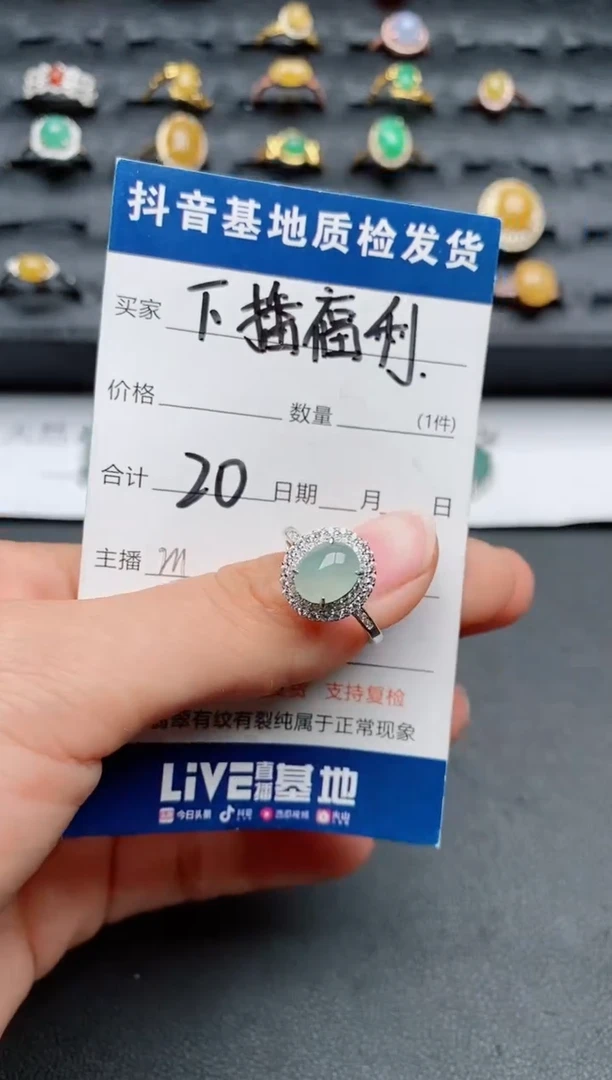 抖音基地质检发货
买家 下播福利
价格 数量 (1件)
合计 20 日期 月 日
主播 m
支持复检
翡翠有纹有裂纯属于正常现象
LiVE直播基地
今日头条 抖音 西瓜视频 火山